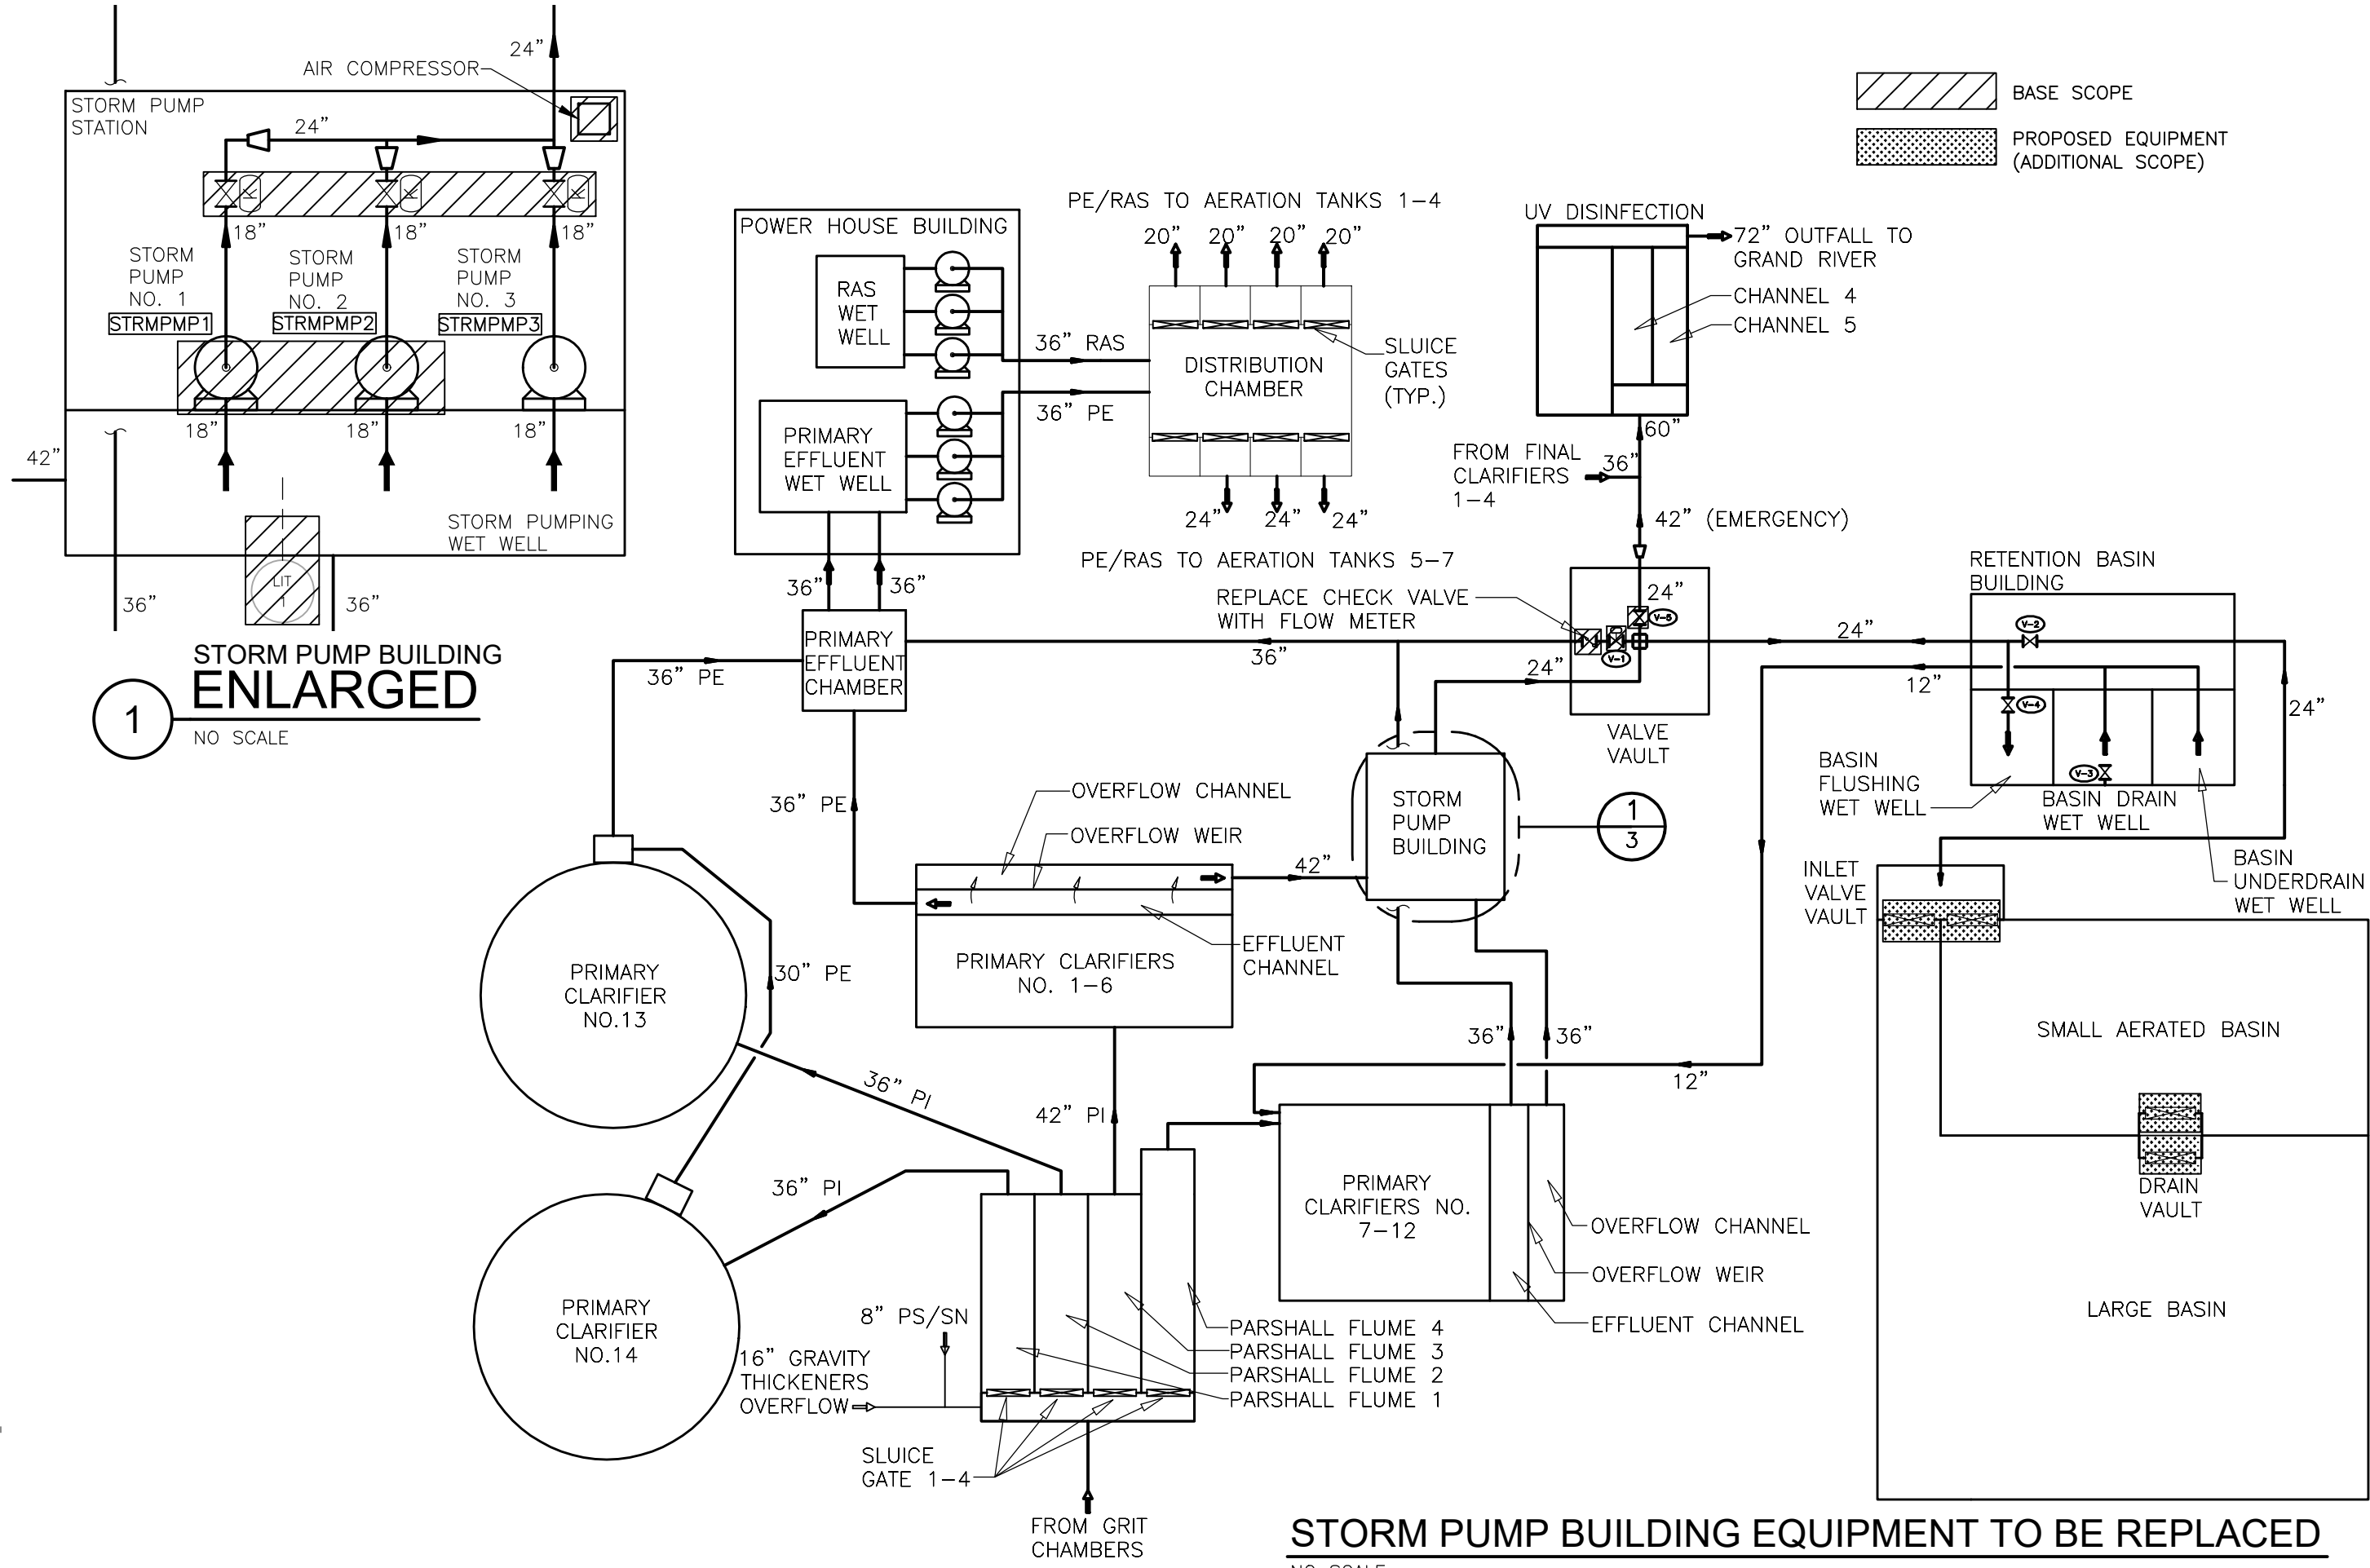 24”
AIR COMPRESSOR
STORM PUMP
STATION
24”
18”
18”
18”
STORM
PUMP
NO. 1
STRMPMP1
STORM
PUMP
NO. 2
STRMPMP2
STORM
PUMP
NO. 3
STRMPMP3
18”
18”
18”
42”
STORM PUMPING
WET WELL
LIT
1
36”
36”
STORM PUMP BUILDING
ENLARGED
1
NO SCALE
BASE SCOPE
PROPOSED EQUIPMENT
(ADDITIONAL SCOPE)
POWER HOUSE BUILDING
RAS
WET
WELL
PRIMARY
EFFLUENT
WET WELL
36” RAS
36” PE
36”
36”
PE/RAS TO AERATION TANKS 1-4
20”
20”
20”
20”
DISTRIBUTION
CHAMBER
SLUICE
GATES
(TYP.)
24”
24”
24”
PE/RAS TO AERATION TANKS 5-7
UV DISINFECTION
72” OUTFALL TO
GRAND RIVER
CHANNEL 4
CHANNEL 5
60”
FROM FINAL
CLARIFIERS
1-4
36”
42” (EMERGENCY)
REPLACE CHECK VALVE
WITH FLOW METER
24”
V-5
V-1
VALVE
VAULT
36”
24”
24”
RETENTION BASIN
BUILDING
V-2
12”
V-4
V-3
24”
BASIN
FLUSHING
WET WELL
BASIN DRAIN
WET WELL
BASIN
UNDERDRAIN
WET WELL
PRIMARY
EFFLUENT
CHAMBER
36” PE
36” PE
OVERFLOW CHANNEL
OVERFLOW WEIR
42”
EFFLUENT
CHANNEL
PRIMARY CLARIFIERS
NO. 1-6
STORM
PUMP
BUILDING
1
3
INLET
VALVE
VAULT
SMALL AERATED BASIN
DRAIN
VAULT
LARGE BASIN
PRIMARY
CLARIFIER
NO.13
30” PE
36” PI
42” PI
36”
36”
12”
PRIMARY
CLARIFIERS NO.
7-12
OVERFLOW CHANNEL
OVERFLOW WEIR
EFFLUENT CHANNEL
36” PI
PRIMARY
CLARIFIER
NO.14
8” PS/SN
16” GRAVITY
THICKENERS
OVERFLOW
PARSHALL FLUME 4
PARSHALL FLUME 3
PARSHALL FLUME 2
PARSHALL FLUME 1
SLUICE
GATE 1-4
FROM GRIT
CHAMBERS
STORM PUMP BUILDING EQUIPMENT TO BE REPLACED